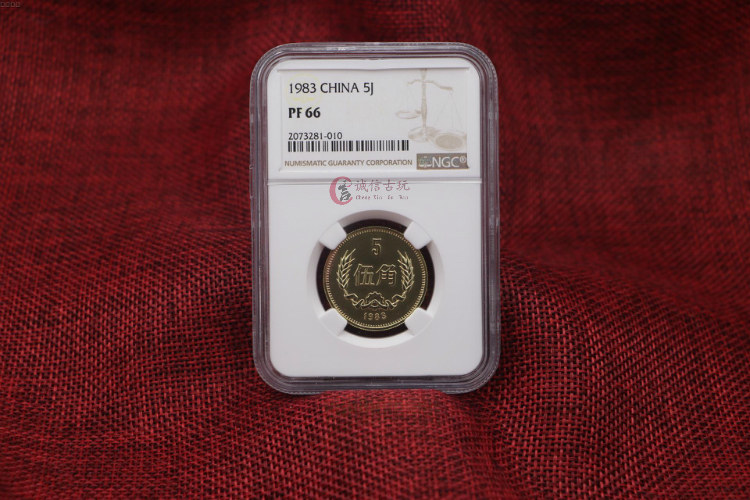 1983 CHINA 5J
PF 66
2073281-010
NUMISMATIC GUARANTY CORPORATION
NGC®
诚信古玩
5
伍角
1983